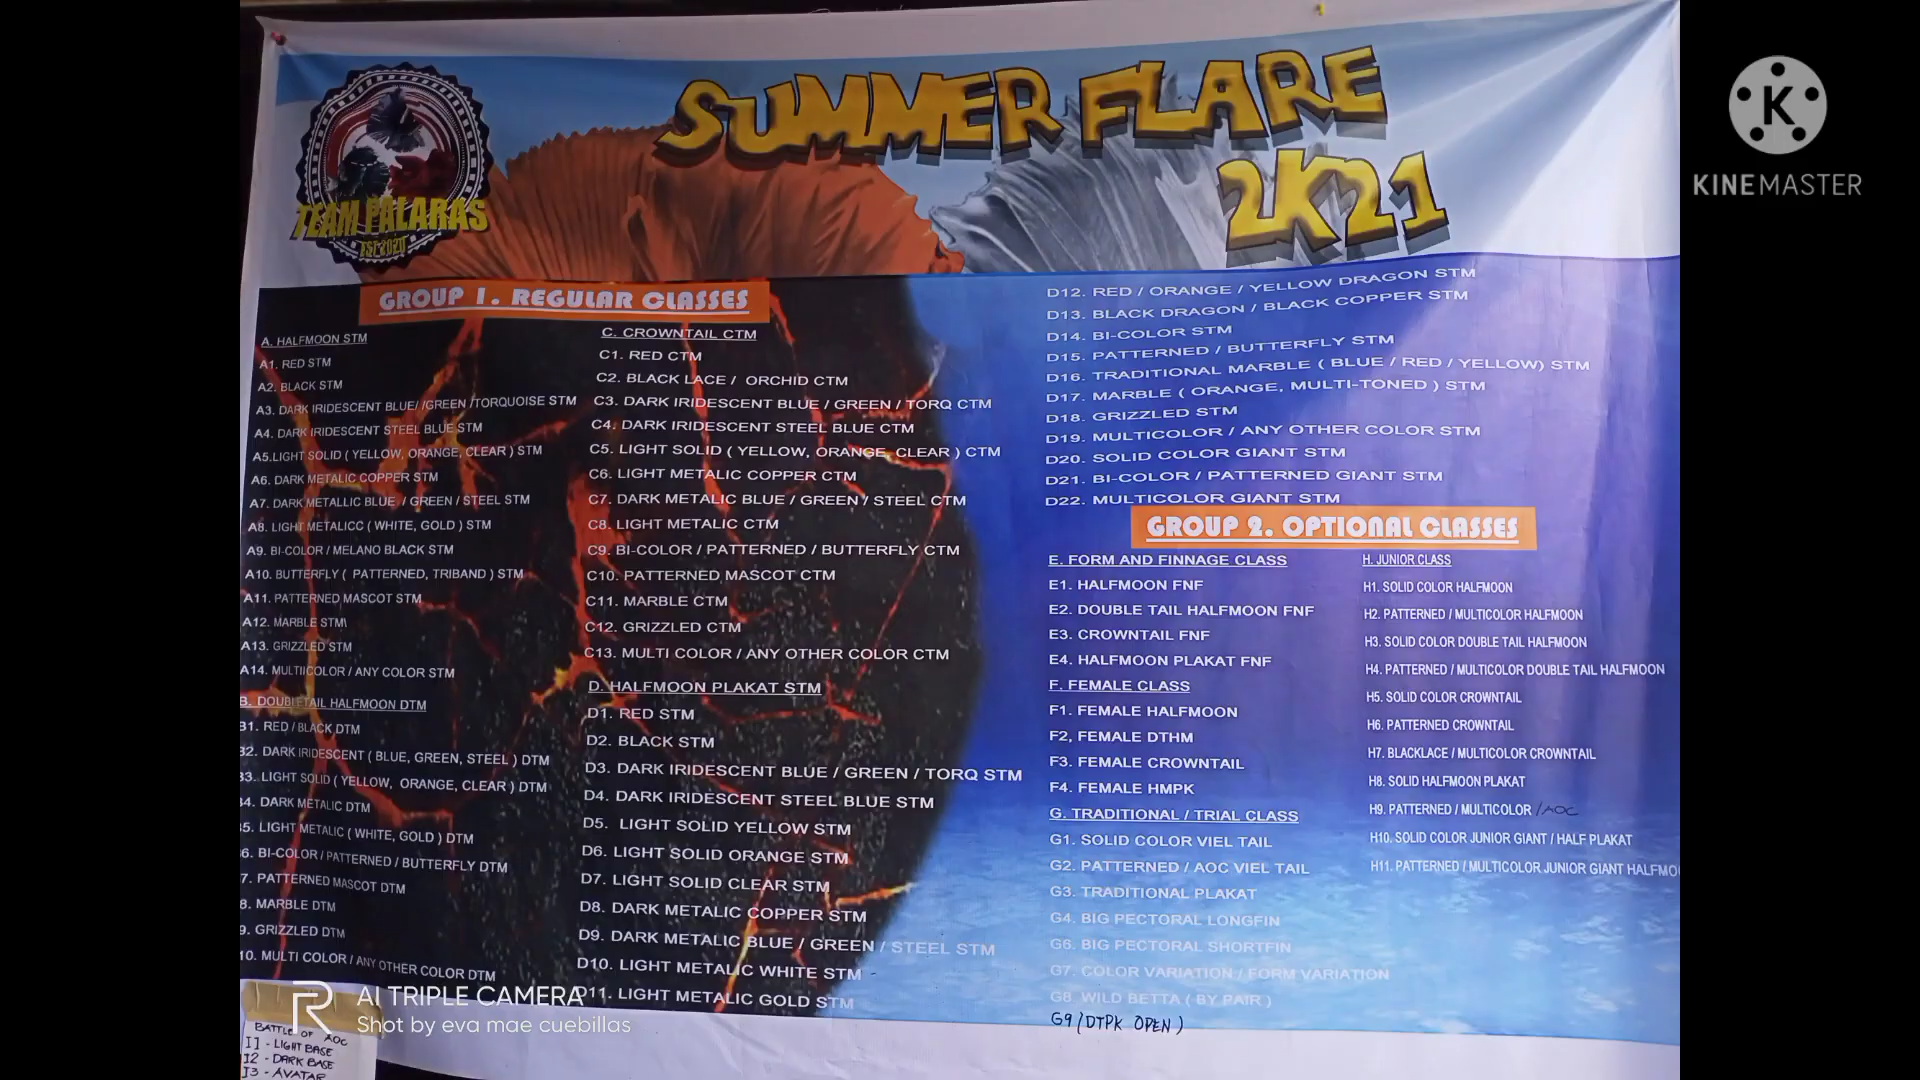 SUMMER FLARE
2K21
TEAM PALARAS
EST 2020
KINEMASTER
GROUP 1. REGULAR CLASSES
A. HALFMOON STM
A1. RED STM
A2. BLACK STM
A3. DARK IRIDESCENT BLUE/ /GREEN /TORQUOISE STM
A4. DARK IRIDESCENT STEEL BLUE STM
A5.LIGHT SOLID ( YELLOW, ORANGE, CLEAR ) STM
A6. DARK METALIC COPPER STM
A7. DARK METALLIC BLUE / GREEN / STEEL STM
A8. LIGHT METALICC ( WHITE, GOLD ) STM
A9. BI-COLOR / MELANO BLACK STM
A10. BUTTERFLY ( PATTERNED, TRIBAND ) STM
A11. PATTERNED MASCOT STM
A12. MARBLE STM\
A13. GRIZZLED STM
A14. MULTIICOLOR / ANY COLOR STM
B. DOUBLETAIL HALFMOON DTM
B1. RED / BLACK DTM
B2. DARK IRIDESCENT ( BLUE, GREEN, STEEL ) DTM
B3. LIGHT SOLID ( YELLOW, ORANGE, CLEAR ) DTM
B4. DARK METALIC DTM
B5. LIGHT METALIC ( WHITE, GOLD ) DTM
6. BI-COLOR / PATTERNED / BUTTERFLY DTM
7. PATTERNED MASCOT DTM
8. MARBLE DTM
9. GRIZZLED DTM
10. MULTI COLOR / ANY OTHER COLOR DTM
C. CROWNTAIL CTM
C1. RED CTM
C2. BLACK LACE / ORCHID CTM
C3. DARK IRIDESCENT BLUE / GREEN / TORQ CTM
C4. DARK IRIDESCENT STEEL BLUE CTM
C5. LIGHT SOLID ( YELLOW, ORANGE, CLEAR ) CTM
C6. LIGHT METALIC COPPER CTM
C7. DARK METALIC BLUE / GREEN / STEEL CTM
C8. LIGHT METALIC CTM
C9. BI-COLOR / PATTERNED / BUTTERFLY CTM
C10. PATTERNED MASCOT CTM
C11. MARBLE CTM
C12. GRIZZLED CTM
C13. MULTI COLOR / ANY OTHER COLOR CTM
D. HALFMOON PLAKAT STM
D1. RED STM
D2. BLACK STM
D3. DARK IRIDESCENT BLUE / GREEN / TORQ STM
D4. DARK IRIDESCENT STEEL BLUE STM
D5. LIGHT SOLID YELLOW STM
D6. LIGHT SOLID ORANGE STM
D7. LIGHT SOLID CLEAR STM
D8. DARK METALIC COPPER STM
D9. DARK METALIC BLUE / GREEN / STEEL STM
D10. LIGHT METALIC WHITE STM
D11. LIGHT METALIC GOLD STM
D12. RED / ORANGE / YELLOW DRAGON STM
D13. BLACK DRAGON / BLACK COPPER STM
D14. BI-COLOR STM
D15. PATTERNED / BUTTERFLY STM
D16. TRADITIONAL MARBLE ( BLUE / RED / YELLOW) STM
D17. MARBLE ( ORANGE, MULTI-TONED ) STM
D18. GRIZZLED STM
D19. MULTICOLOR / ANY OTHER COLOR STM
D20. SOLID COLOR GIANT STM
D21. BI-COLOR / PATTERNED GIANT STM
D22. MULTICOLOR GIANT STM
GROUP 2. OPTIONAL CLASSES
E. FORM AND FINNAGE CLASS
E1. HALFMOON FNF
E2. DOUBLE TAIL HALFMOON FNF
E3. CROWNTAIL FNF
E4. HALFMOON PLAKAT FNF
F. FEMALE CLASS
F1. FEMALE HALFMOON
F2, FEMALE DTHM
F3. FEMALE CROWNTAIL
F4. FEMALE HMPK
G. TRADITIONAL / TRIAL CLASS
G1. SOLID COLOR VIEL TAIL
G2. PATTERNED / AOC VIEL TAIL
G3. TRADITIONAL PLAKAT
G4. BIG PECTORAL LONGFIN
G6. BIG PECTORAL SHORTFIN
G7. COLOR VARIATION / FORM VARIATION
G8. WILD BETTA ( BY PAIR )
G9 (DTPK OPEN)
H. JUNIOR CLASS
H1. SOLID COLOR HALFMOON
H2. PATTERNED / MULTICOLOR HALFMOON
H3. SOLID COLOR DOUBLE TAIL HALFMOON
H4. PATTERNED / MULTICOLOR DOUBLE TAIL HALFMOON
H5. SOLID COLOR CROWNTAIL
H6. PATTERNED CROWNTAIL
H7. BLACKLACE / MULTICOLOR CROWNTAIL
H8. SOLID HALFMOON PLAKAT
H9. PATTERNED / MULTICOLOR /AOC
H10. SOLID COLOR JUNIOR GIANT / HALF PLAKAT
H11. PATTERNED / MULTICOLOR JUNIOR GIANT HALFMO
AI TRIPLE CAMERA
Shot by eva mae cuebillas
BATTLE OF AOC
I1 - LIGHT BASE
I2 - DARK BASE
I3 - AVATAR